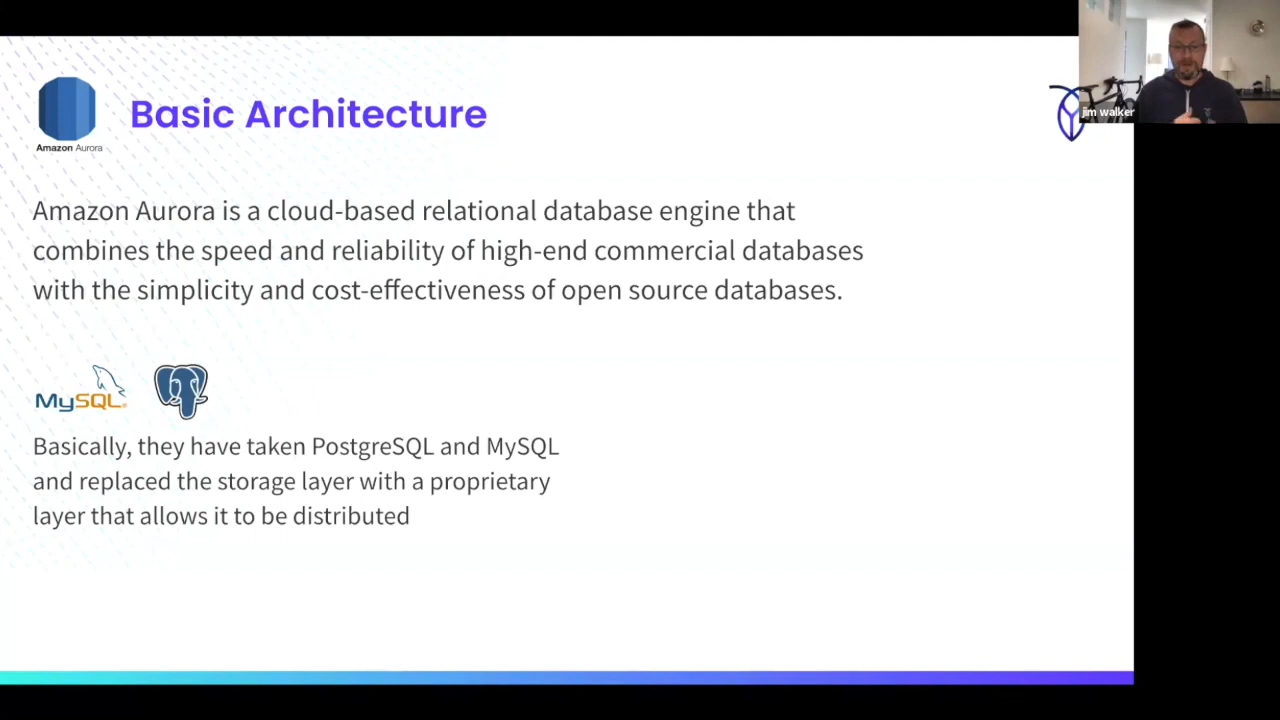 jim walker
Amazon Aurora
Basic Architecture
Amazon Aurora is a cloud-based relational database engine that
combines the speed and reliability of high-end commercial databases
with the simplicity and cost-effectiveness of open source databases.
MySQL
Basically, they have taken PostgreSQL and MySQL
and replaced the storage layer with a proprietary
layer that allows it to be distributed